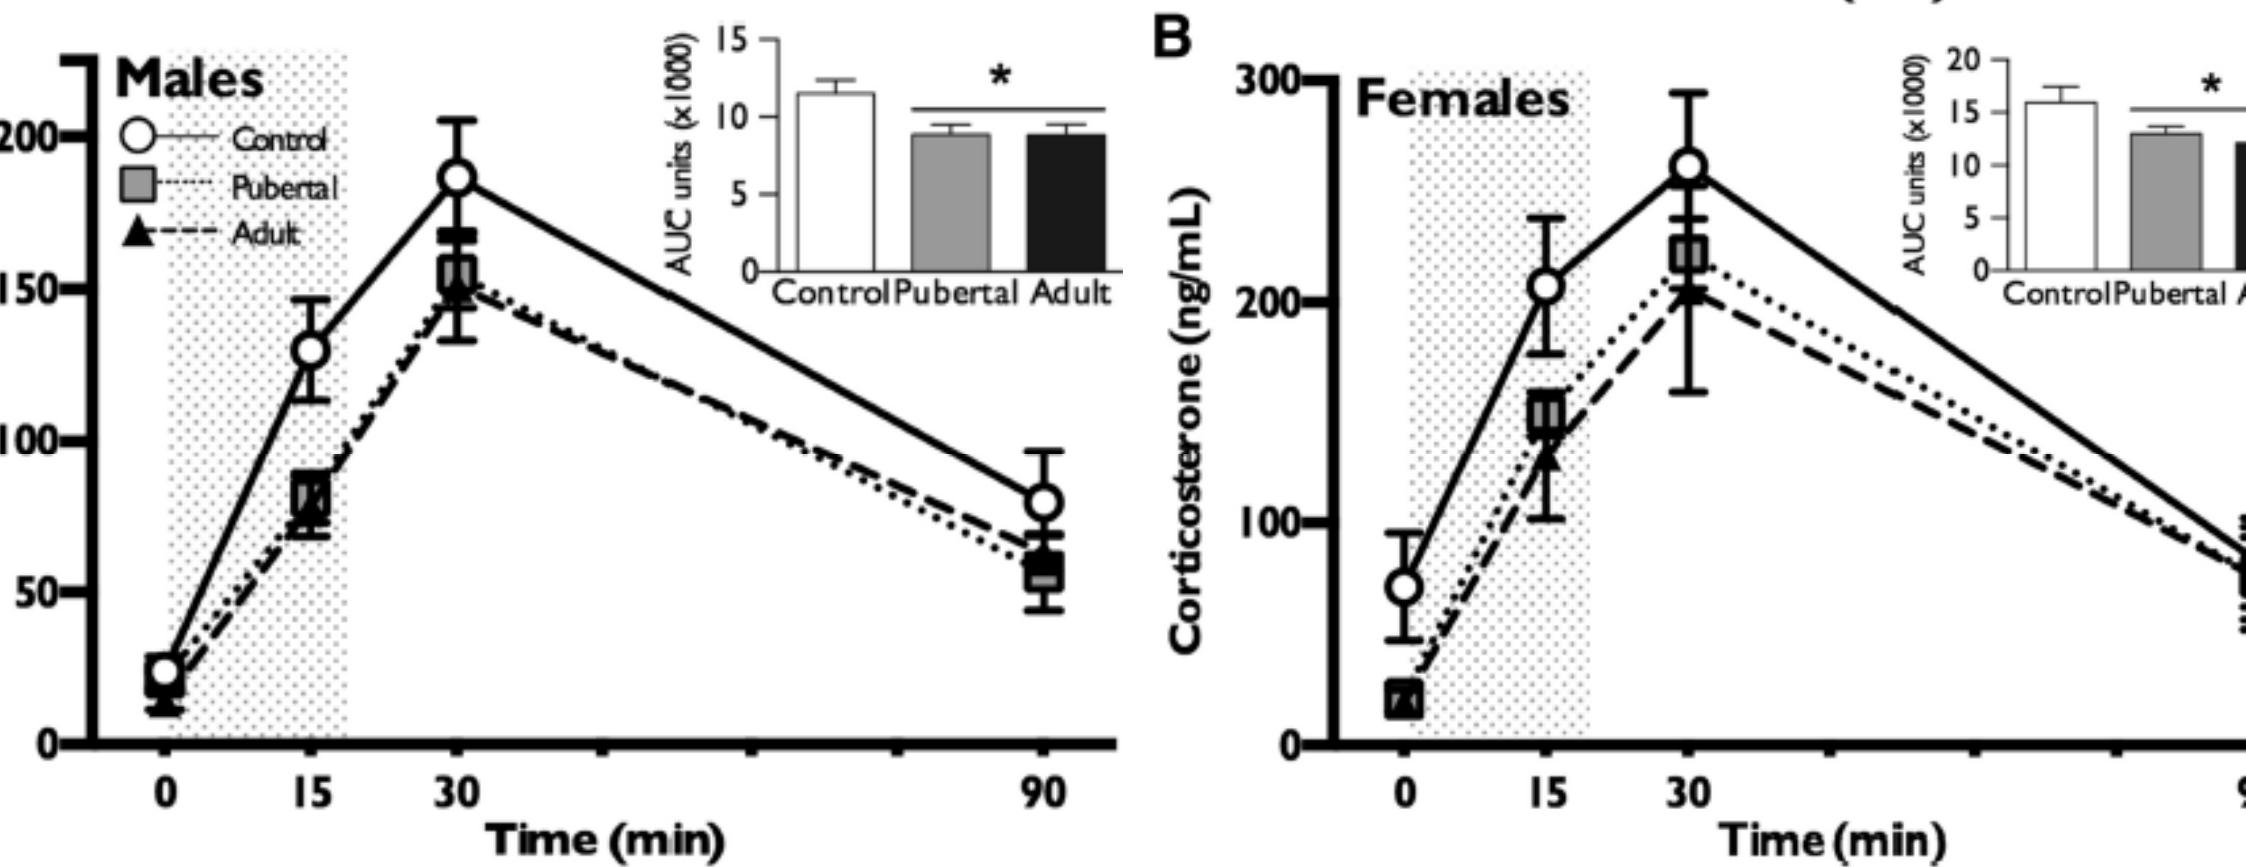 Males
Control
Pubertal
Adult
200
150
100
50
0
0 15 30 90
Time (min)
AUC units (x1000)
15
10
5
0
Control Pubertal Adult
*
B
Females
Corticosterone (ng/mL)
300
200
100
0
0 15 30
Time (min)
AUC units (x1000)
20
15
10
5
0
Control Pubertal
*